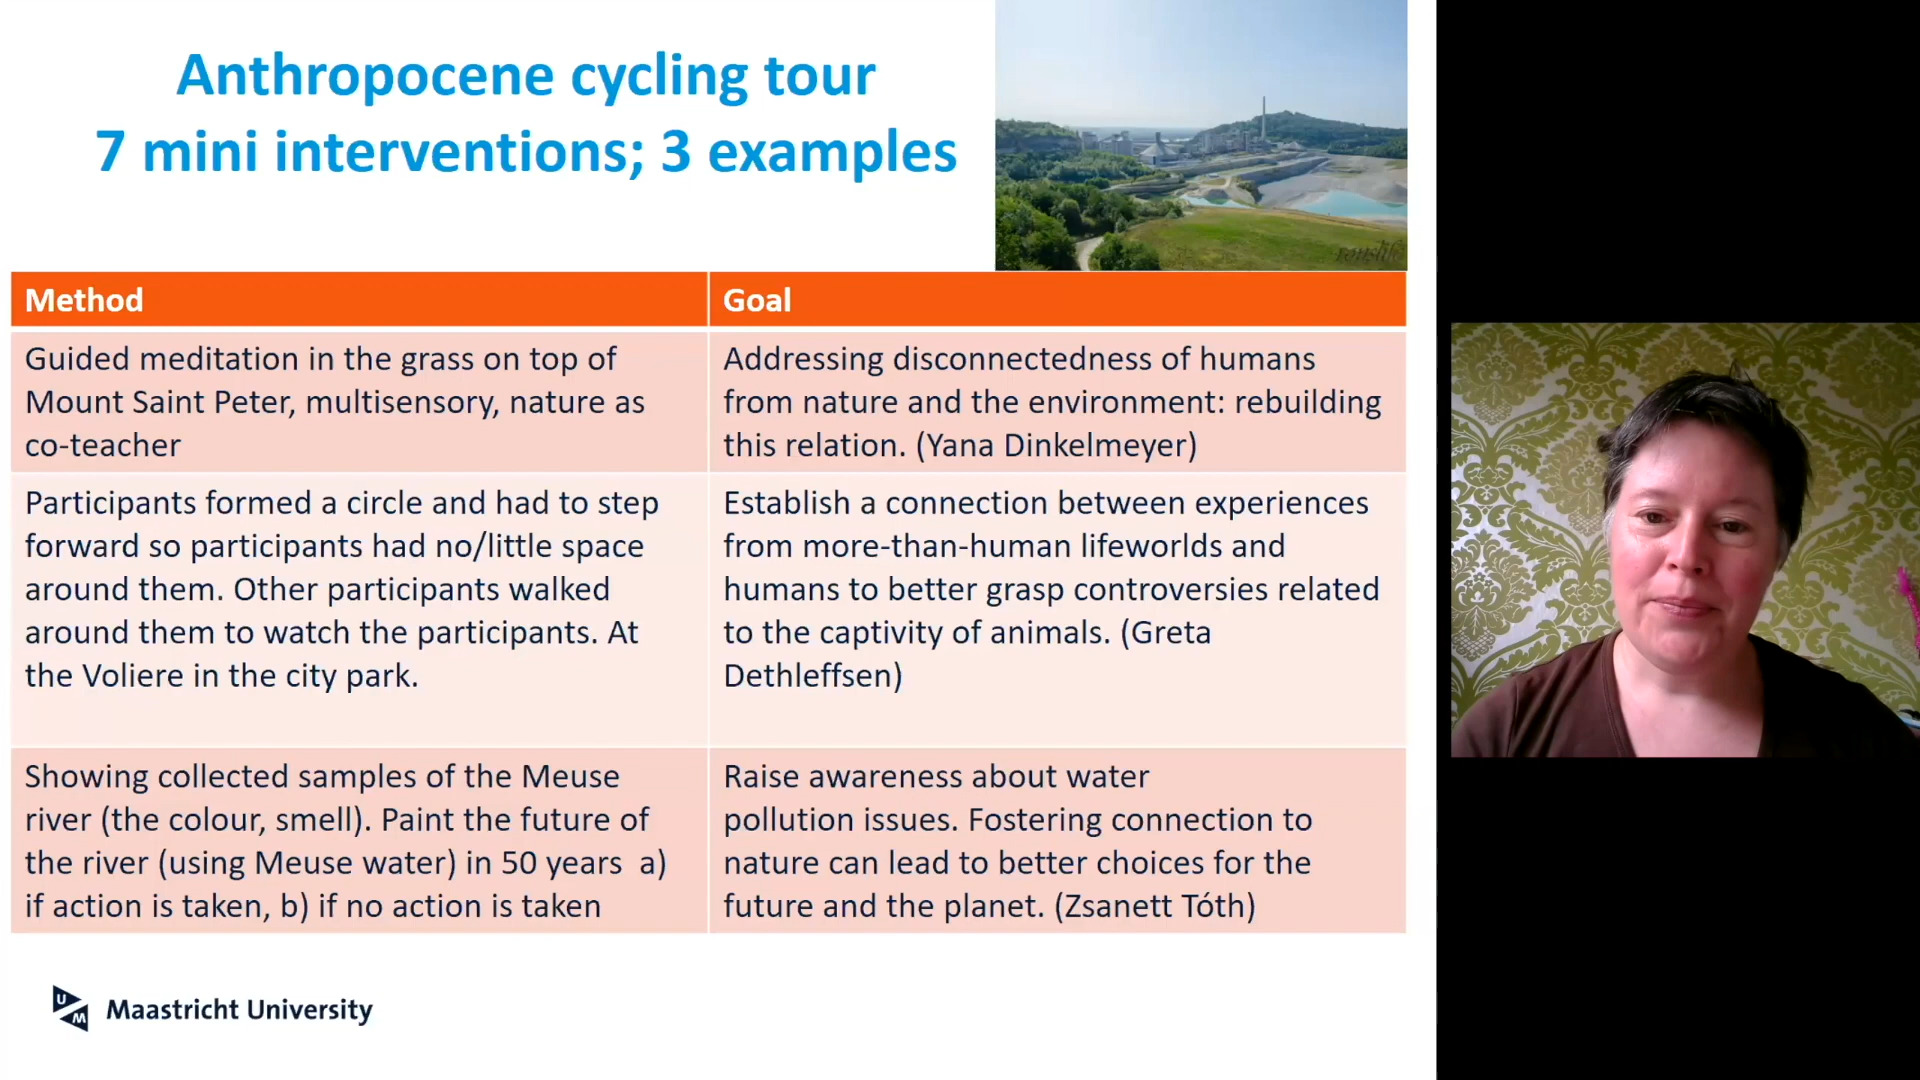 Anthropocene cycling tour
7 mini interventions; 3 examples
Method
Goal
Guided meditation in the grass on top of
Mount Saint Peter, multisensory, nature as
co-teacher
Addressing disconnectedness of humans
from nature and the environment: rebuilding
this relation. (Yana Dinkelmeyer)
Participants formed a circle and had to step
forward so participants had no/little space
around them. Other participants walked
around them to watch the participants. At
the Voliere in the city park.
Establish a connection between experiences
from more-than-human lifeworlds and
humans to better grasp controversies related
to the captivity of animals. (Greta
Dethleffsen)
Showing collected samples of the Meuse
river (the colour, smell). Paint the future of
the river (using Meuse water) in 50 years  a)
if action is taken, b) if no action is taken
Raise awareness about water
pollution issues. Fostering connection to
nature can lead to better choices for the
future and the planet. (Zsanett Tóth)
UM
Maastricht University